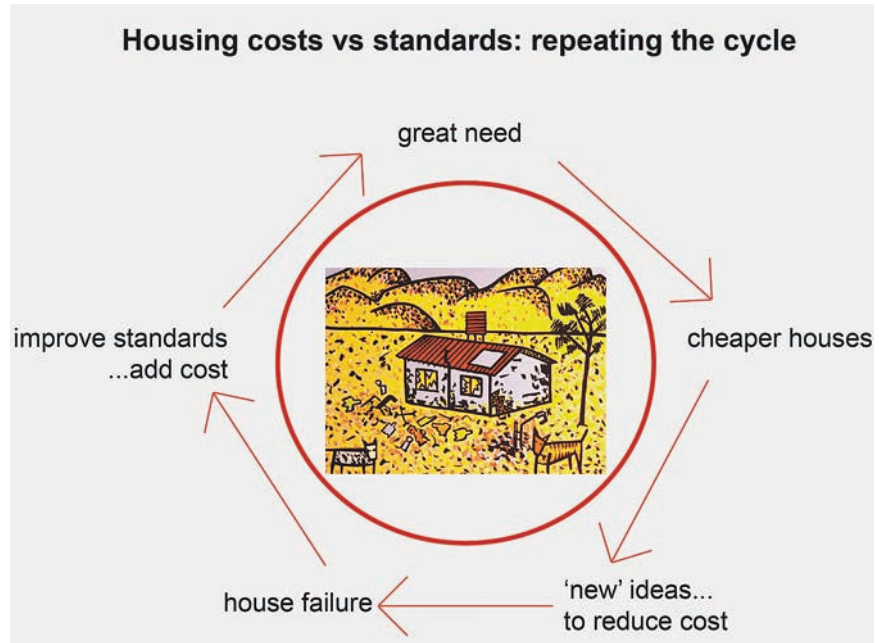 Housing costs vs standards: repeating the cycle
great need
cheaper houses
‘new’ ideas...
to reduce cost
house failure
improve standards
...add cost